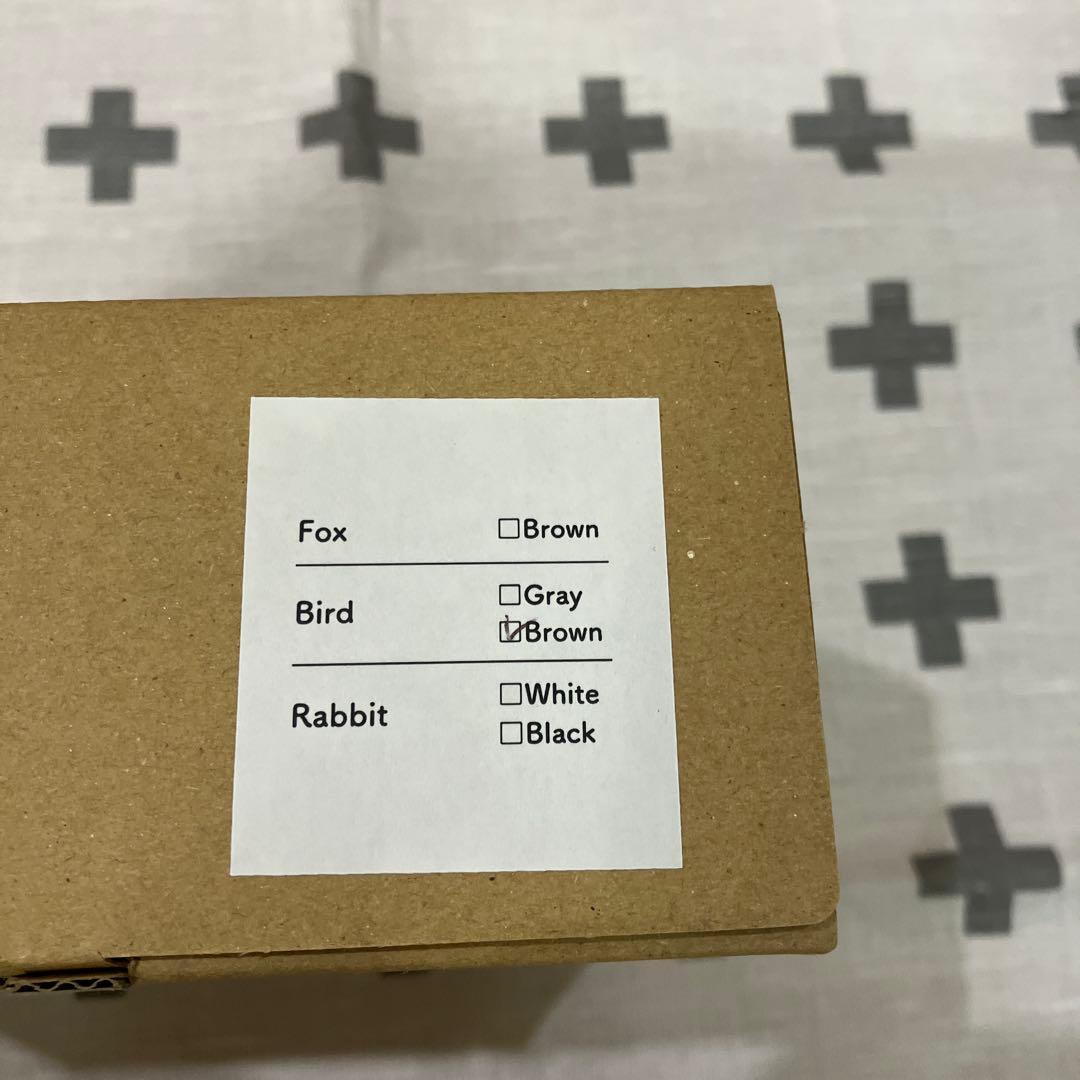 Fox ☐Brown
☐Gray
Bird
☑Brown
☐White
Rabbit
☐Black